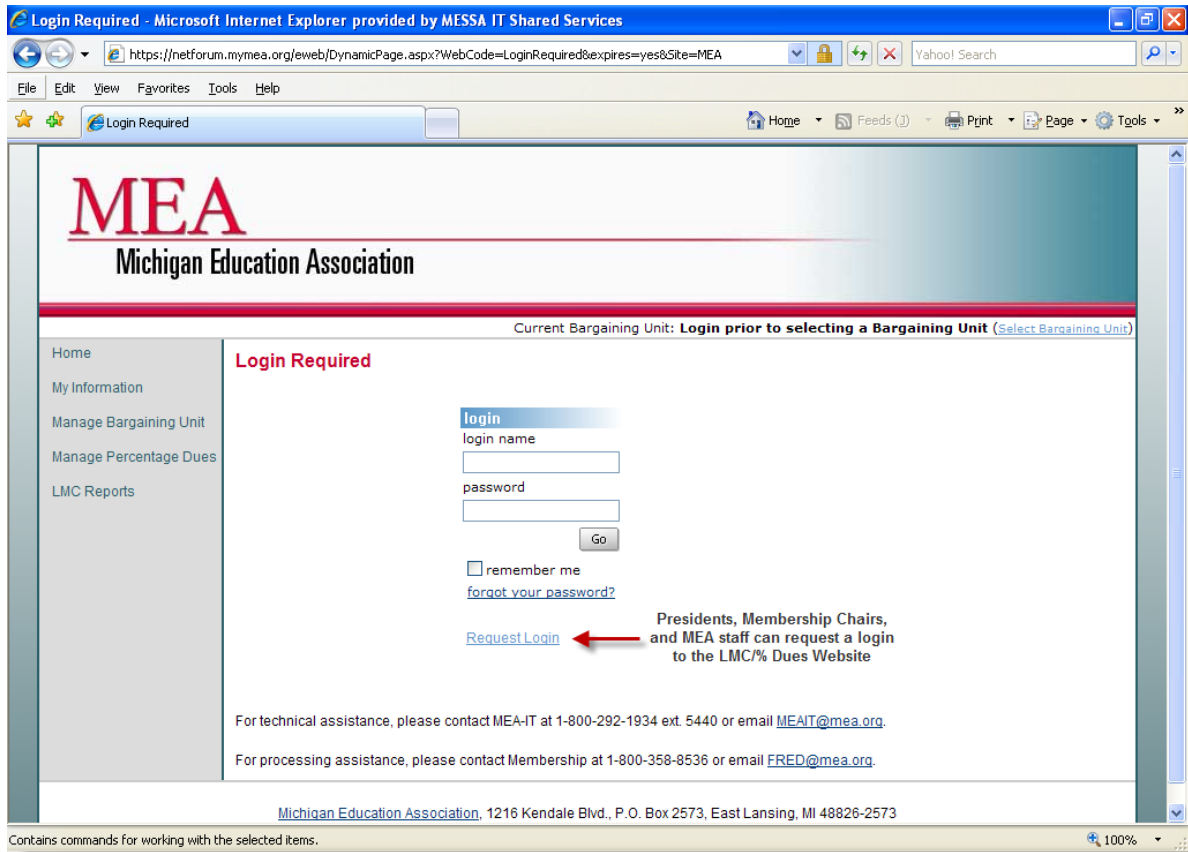 Login Required - Microsoft Internet Explorer provided by MESSA IT Shared Services
https://netforum.mymea.org/eweb/DynamicPage.aspx?WebCode=LoginRequired&expires=yes&Site=MEA
Yahoo! Search
File Edit View Favorites Tools Help
Login Required
Home Feeds (J) Print Page Tools »
MEA
Michigan Education Association
Current Bargaining Unit: Login prior to selecting a Bargaining Unit (Select Bargaining Unit)
Home
My Information
Manage Bargaining Unit
Manage Percentage Dues
LMC Reports
Login Required
login
login name
password
Go
remember me
forgot your password?
Request Login
Presidents, Membership Chairs,
and MEA staff can request a login
to the LMC/% Dues Website
For technical assistance, please contact MEA-IT at 1-800-292-1934 ext. 5440 or email MEAIT@mea.org.
For processing assistance, please contact Membership at 1-800-358-8536 or email FRED@mea.org.
Michigan Education Association, 1216 Kendale Blvd., P.O. Box 2573, East Lansing, MI 48826-2573
Contains commands for working with the selected items.
100%